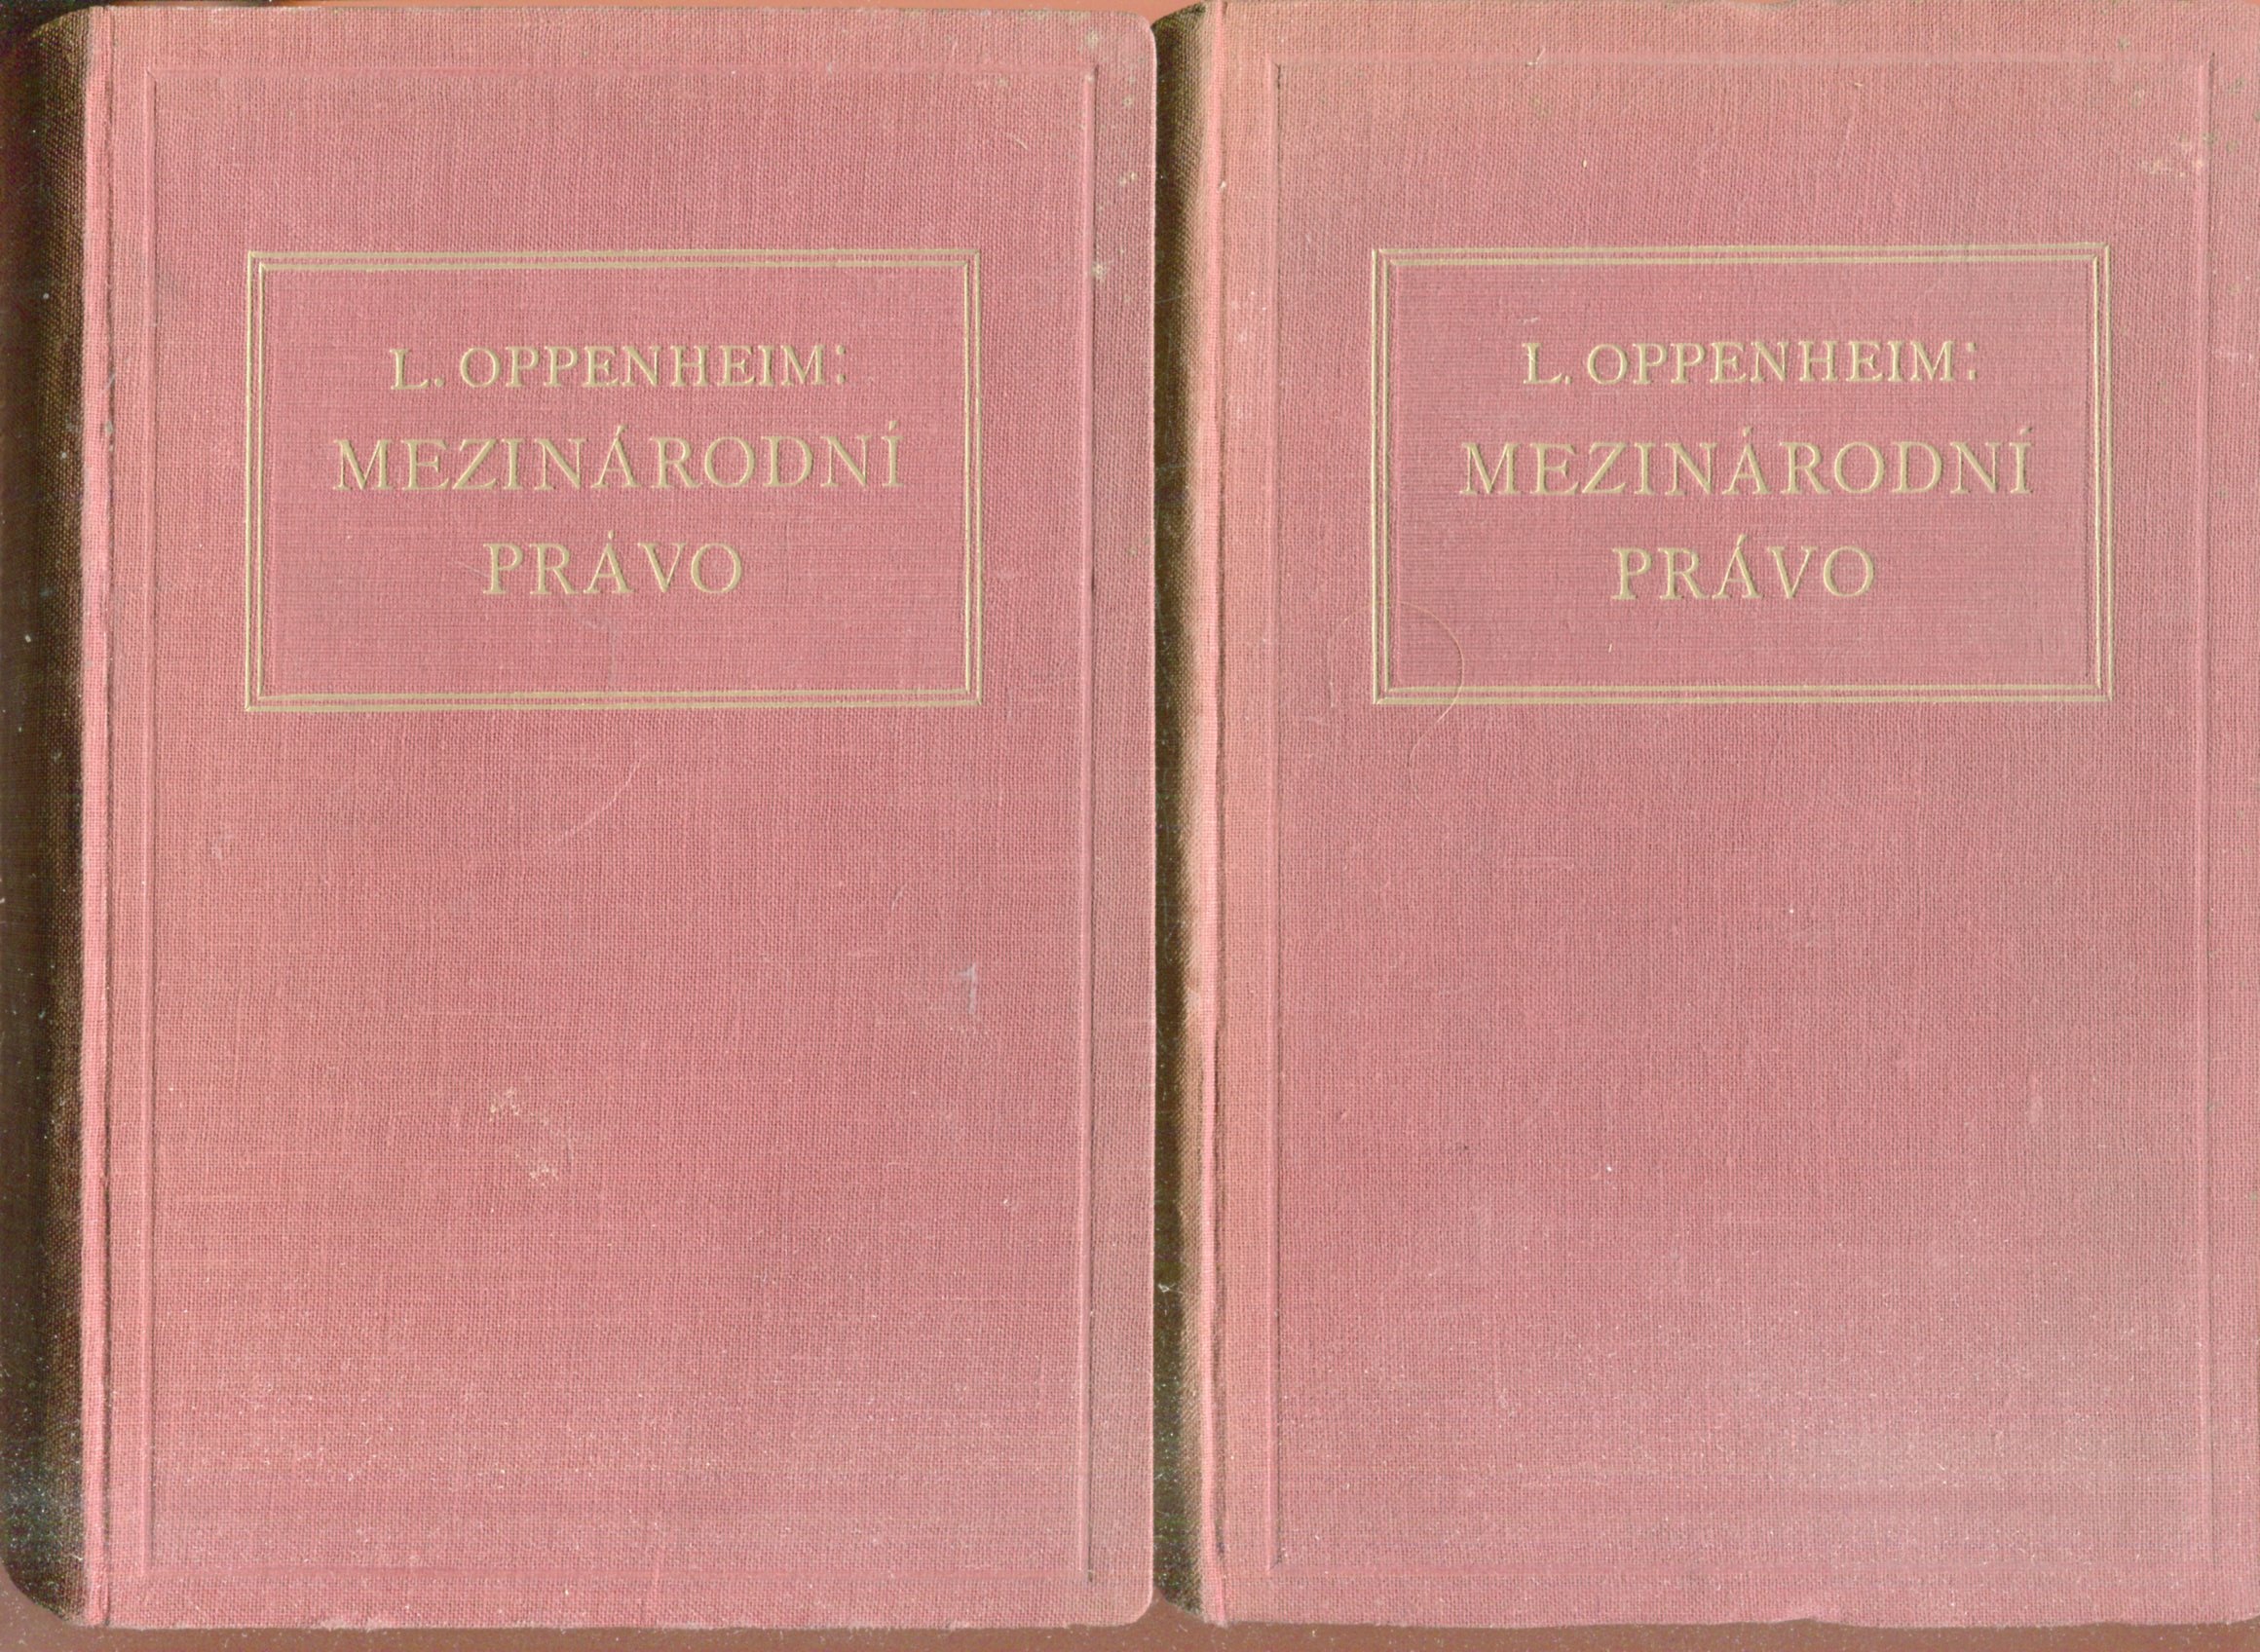 L. OPPENHEIM:
MEZINÁRODNÍ
PRÁVO
L. OPPENHEIM:
MEZINÁRODNÍ
PRÁVO